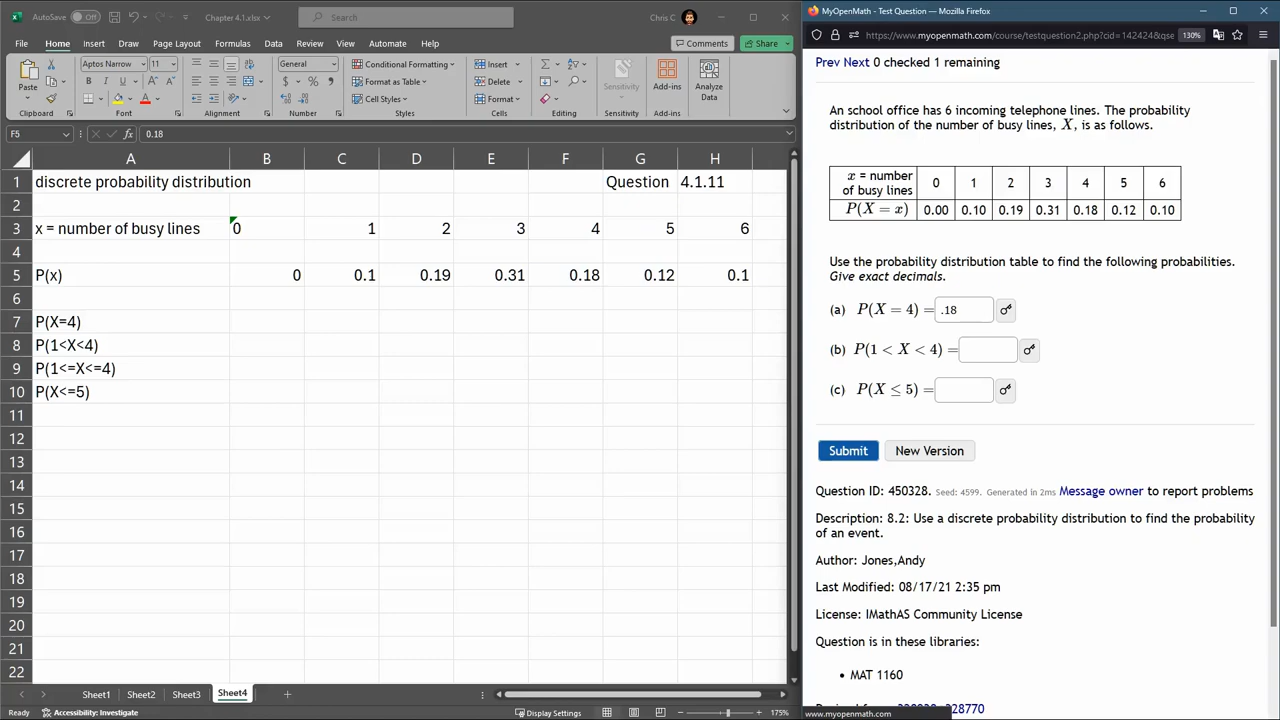 AutoSave Off Chapter 4.1.xlsx Search Chris C
File Home Insert Draw Page Layout Formulas Data Review View Automate Comments Share
Paste Aptos Narrow 11 General Conditional Formatting Format as Table Cell Styles Insert Delete Format Sensitivity Add-ins Analyze Data
Clipboard Font Alignment Number Styles Cells Editing Sensitivity Add-ins
F5 fx 0.18
A B C D E F G H
1 discrete probability distribution Question 4.1.11
2
3 x = number of busy lines 0 1 2 3 4 5 6
4
5 P(x) 0 0.1 0.19 0.31 0.18 0.12 0.1
6
7 P(X=4)
8 P(1<X<4)
9 P(1<=X<=4)
10 P(X<=5)
11
12
13
14
15
16
17
18
19
20
21
22
Sheet1 Sheet2 Sheet3 Sheet4
Ready Accessibility: Investigate Display Settings 175%
MyOpenMath - Test Question — Mozilla Firefox
https://www.myopenmath.com/course/testquestion2.php?cid=142424&qse 130%
Prev Next 0 checked 1 remaining
An school office has 6 incoming telephone lines. The probability
distribution of the number of busy lines, X, is as follows.
x = number of busy lines 0 1 2 3 4 5 6
P(X = x) 0.00 0.10 0.19 0.31 0.18 0.12 0.10
Use the probability distribution table to find the following probabilities.
Give exact decimals.
(a) P(X = 4) = .18
(b) P(1 < X < 4) =
(c) P(X ≤ 5) =
Submit New Version
Question ID: 450328. Seed: 4599. Generated in 2ms Message owner to report problems
Description: 8.2: Use a discrete probability distribution to find the probability
of an event.
Author: Jones,Andy
Last Modified: 08/17/21 2:35 pm
License: IMathAS Community License
Question is in these libraries:
• MAT 1160
www.myopenmath.com